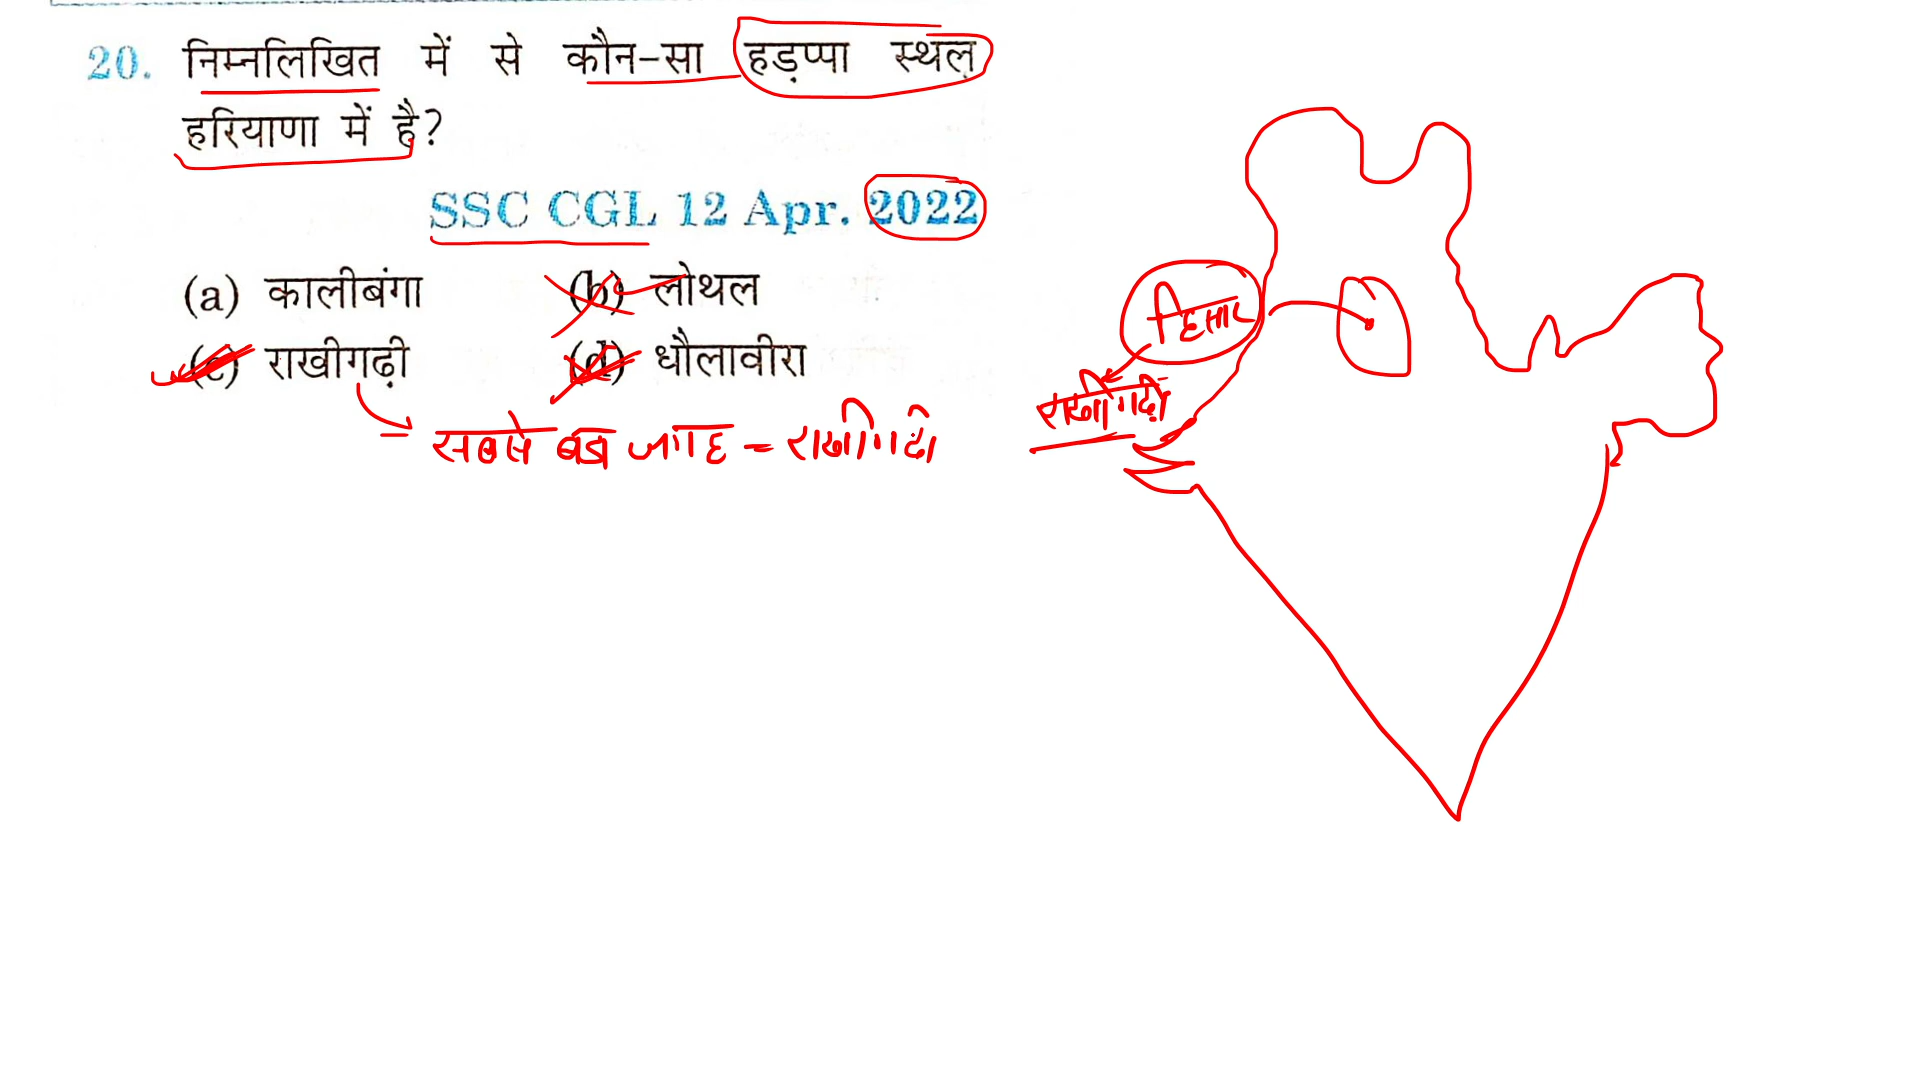 20. निम्नलिखित में से कौन-सा हड़प्पा स्थल
हरियाणा में है?
SSC CGL 12 Apr. 2022
(a) कालीबंगा (b) लोथल
(c) राखीगढ़ी (d) धौलावीरा
सबसे बड़ा जगह = राखीगढ़ी
हिसार
राखीगढ़ी